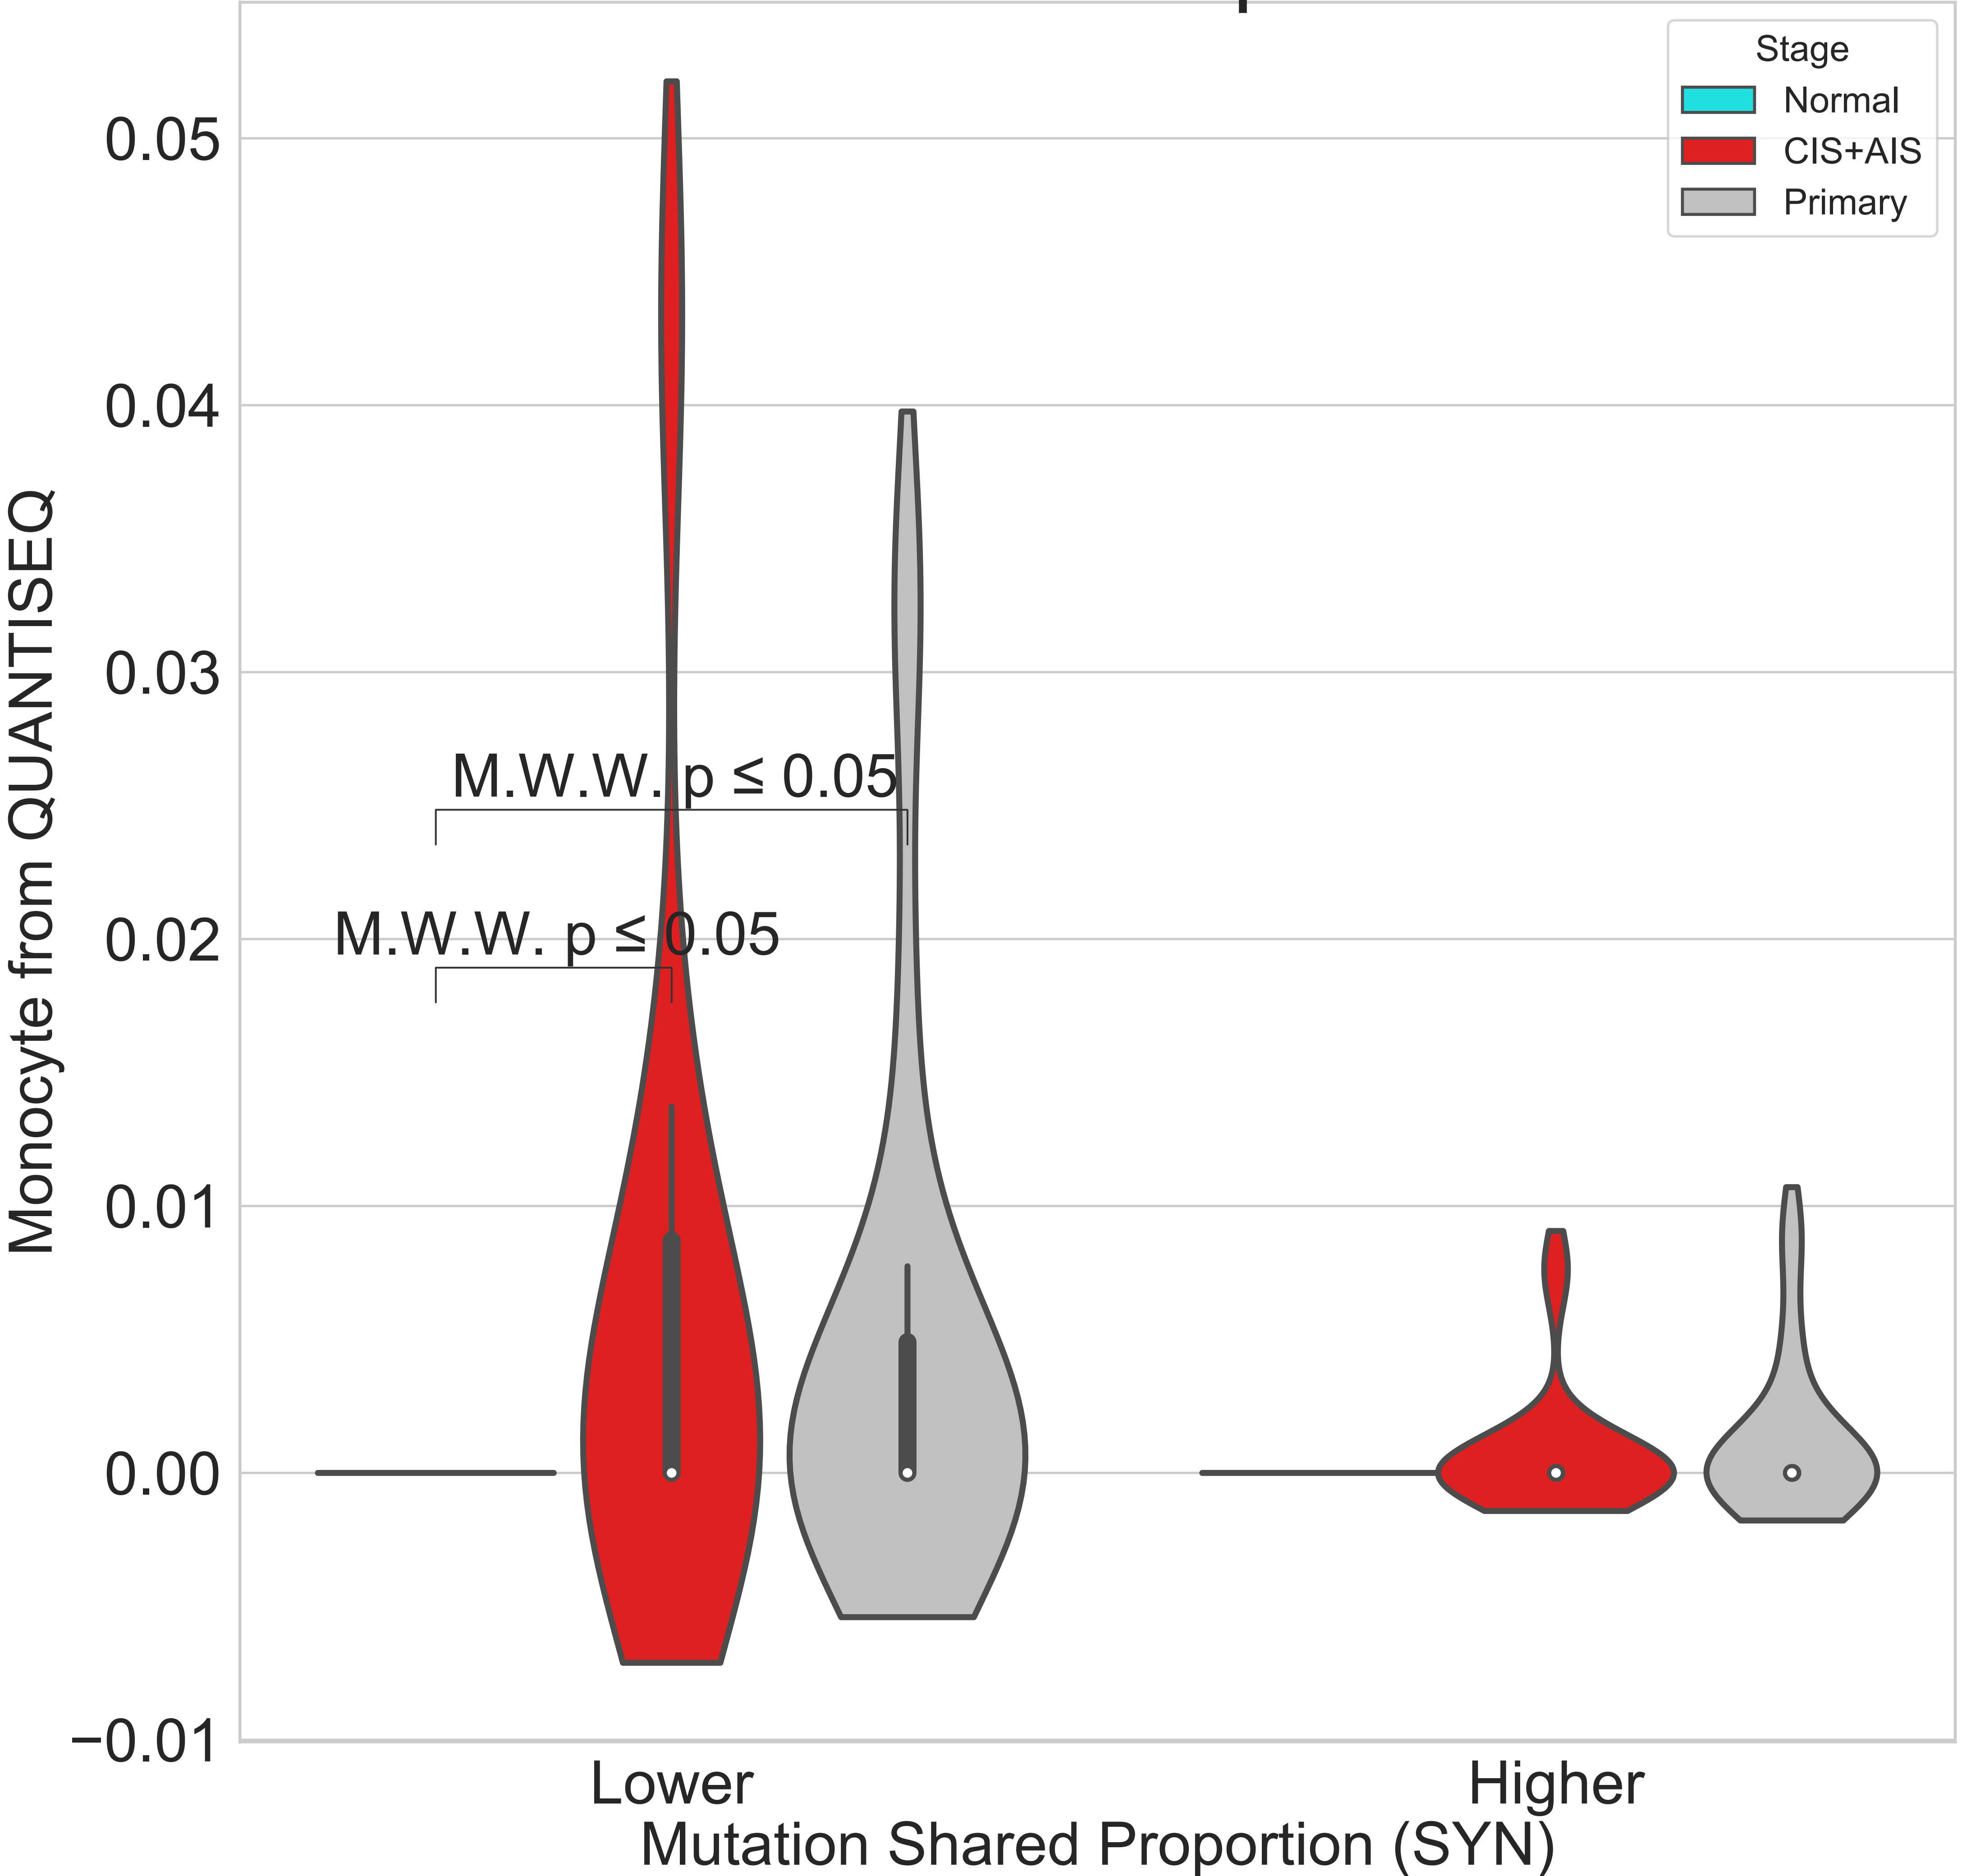 Stage
Normal
CIS+AIS
Primary
0.05
0.04
0.03
0.02
0.01
0.00
−0.01
Monocyte from QUANTISEQ
M.W.W. p ≤ 0.05
M.W.W. p ≤ 0.05
Lower
Higher
Mutation Shared Proportion (SYN)